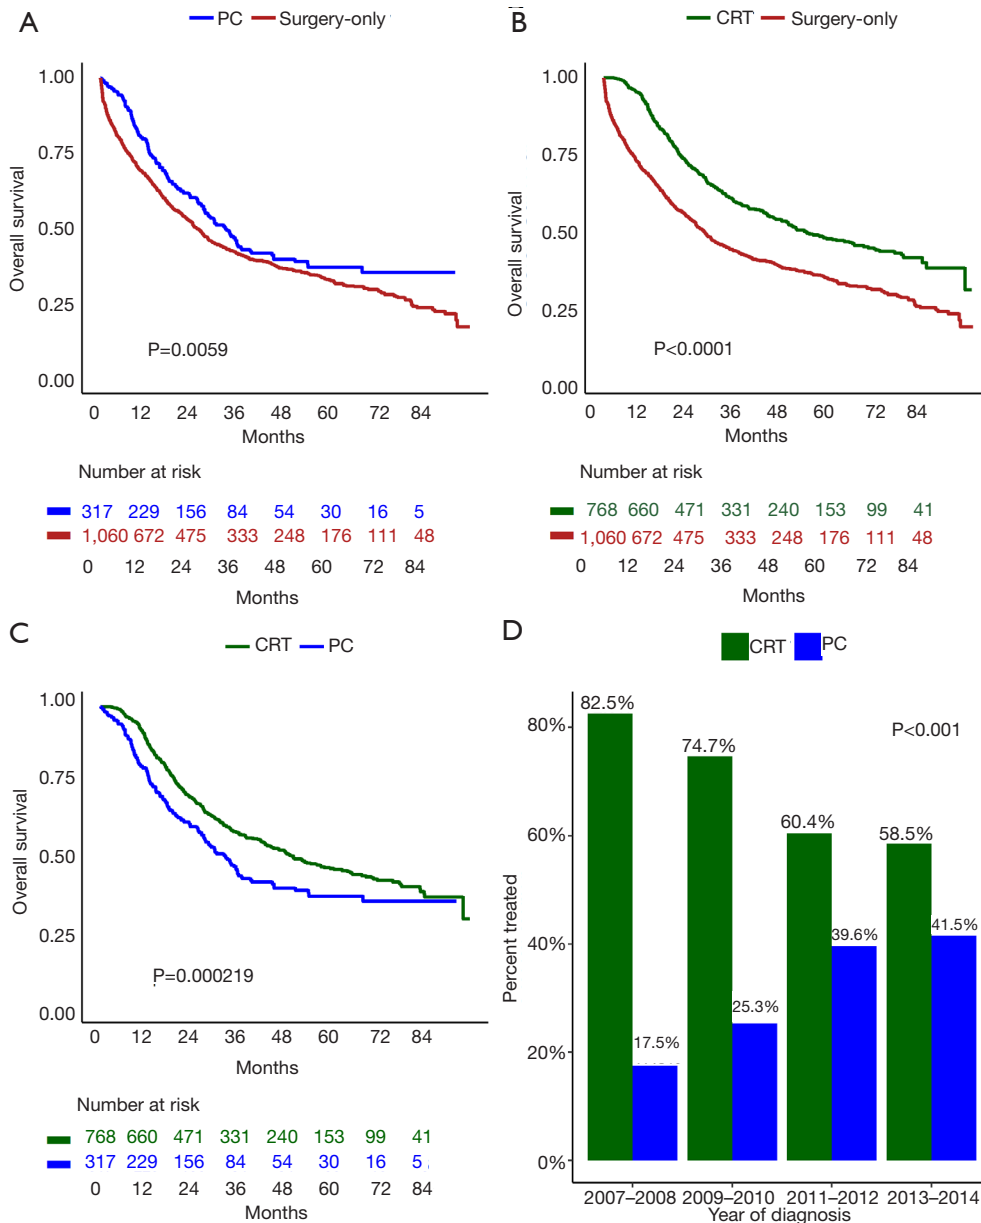 A
PC Surgery-only
1.00
0.75
0.50
0.25
0.00
Overall survival
P=0.0059
0 12 24 36 48 60 72 84
Months
Number at risk
317 229 156 84 54 30 16 5
1,060 672 475 333 248 176 111 48
0 12 24 36 48 60 72 84
Months
B
CRT Surgery-only
1.00
0.75
0.50
0.25
0.00
Overall survival
P<0.0001
0 12 24 36 48 60 72 84
Months
Number at risk
768 660 471 331 240 153 99 41
1,060 672 475 333 248 176 111 48
0 12 24 36 48 60 72 84
Months
C
CRT PC
1.00
0.75
0.50
0.25
0.00
Overall survival
P=0.000219
0 12 24 36 48 60 72 84
Months
Number at risk
768 660 471 331 240 153 99 41
317 229 156 84 54 30 16 5
0 12 24 36 48 60 72 84
Months
D
CRT PC
P<0.001
80%
60%
40%
20%
0%
Percent treated
82.5%
17.5%
74.7%
25.3%
60.4%
39.6%
58.5%
41.5%
2007–2008 2009–2010 2011–2012 2013–2014
Year of diagnosis